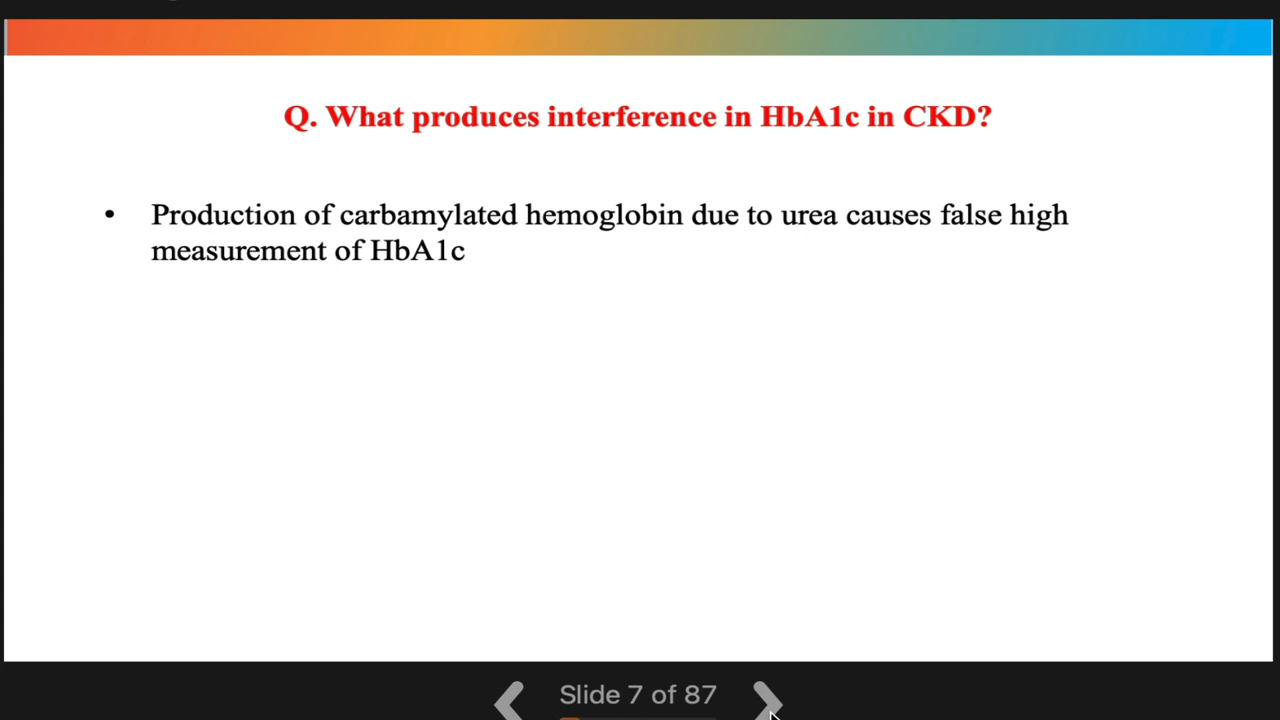 Q. What produces interference in HbA1c in CKD?
• Production of carbamylated hemoglobin due to urea causes false high
measurement of HbA1c
Slide 7 of 87